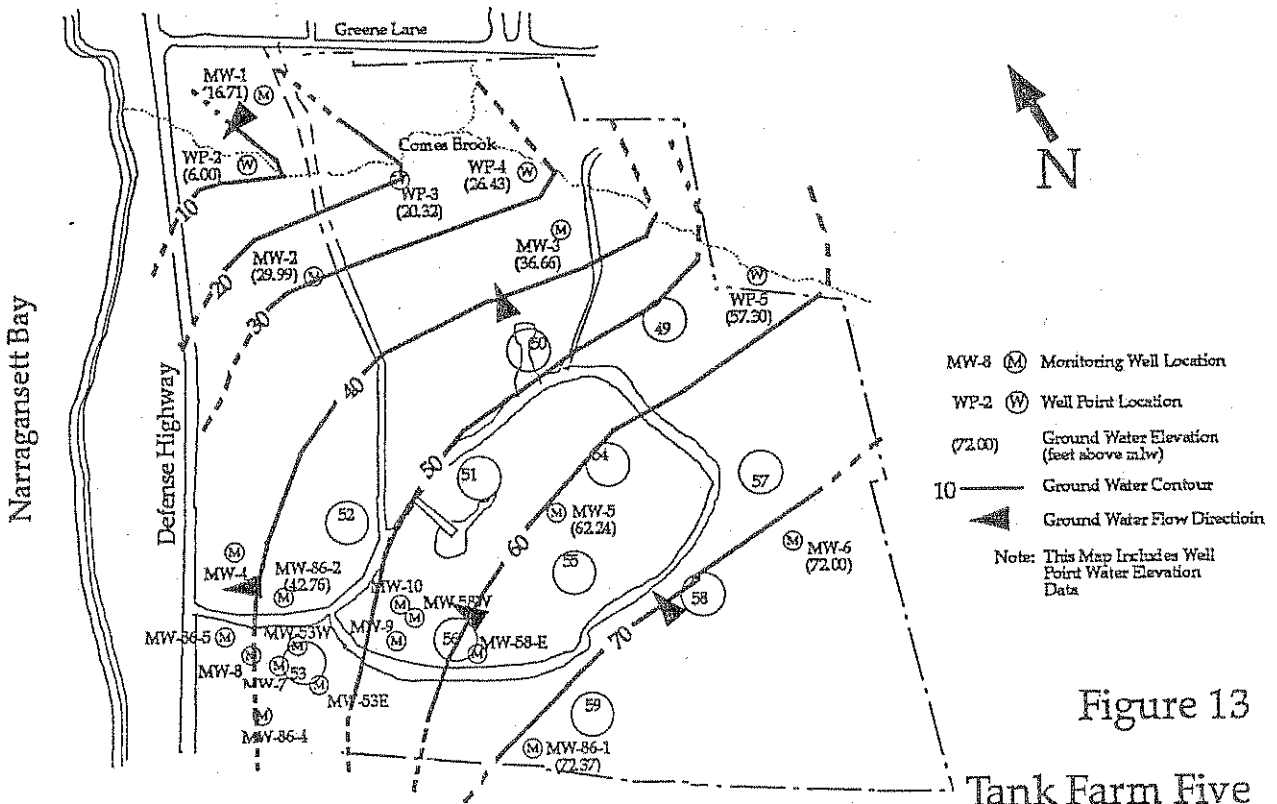 Greene Lane
MW-1
(16.71)
Comes Brook
WP-2
(6.00)
WP-4
(26.43)
WP-3
(20.32)
N
10
MW-3
(36.66)
MW-2
(29.99)
20
WP-5
(57.30)
30
49
50
40
Narragansett Bay
Defense Highway
MW-8 M Monitoring Well Location
WP-2 W Well Point Location
(72.00) Ground Water Elevation
(feet above mlw)
10 Ground Water Contour
Ground Water Flow Directioin
Note: This Map Includes Well
Point Water Elevation
Data
50
51
54
57
52
MW-5
(62.24)
60
MW-6
(72.00)
MW-4
MW-86-2
(42.76)
55
MW-10
58
MW-86-5
MW-53W
MW-9
56
MW-58-E
70
MW-8
MW-7
53
MW-53E
MW-86-4
59
MW-86-1
(72.37)
Figure 13
Tank Farm Five